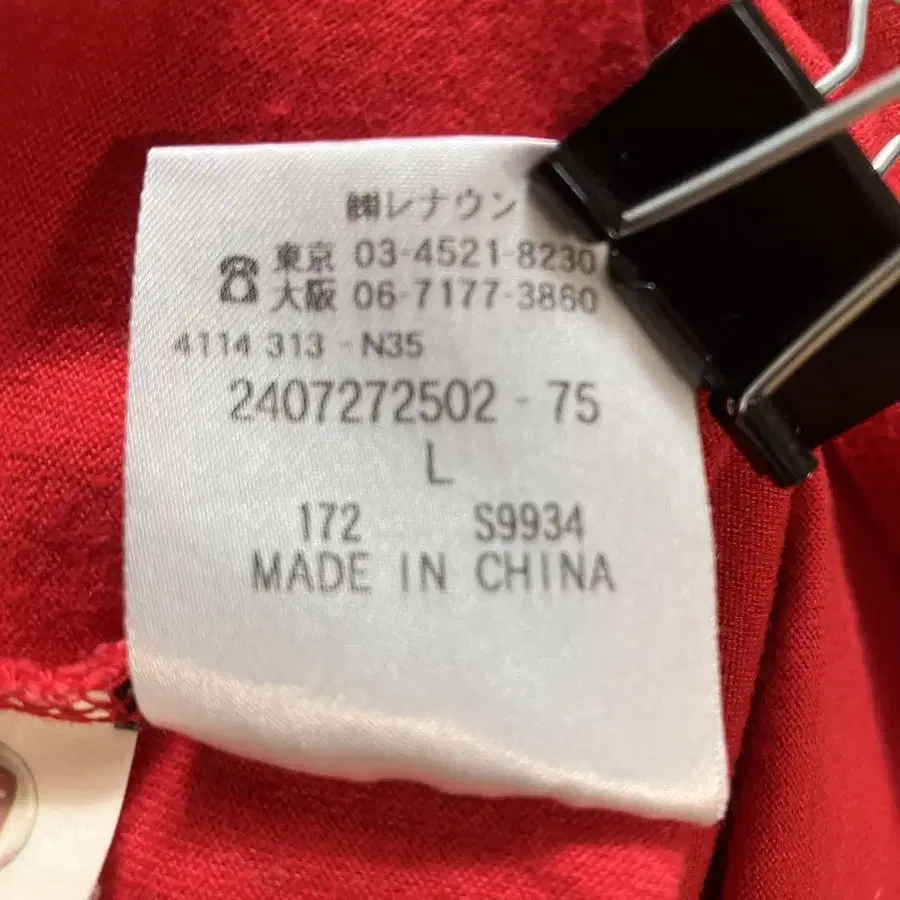 ㈱レナウン
☎ 東京 03-4521-8230
大阪 06-7177-3860
4114 313 - N35
2407272502 - 75
L
172 S9934
MADE IN CHINA